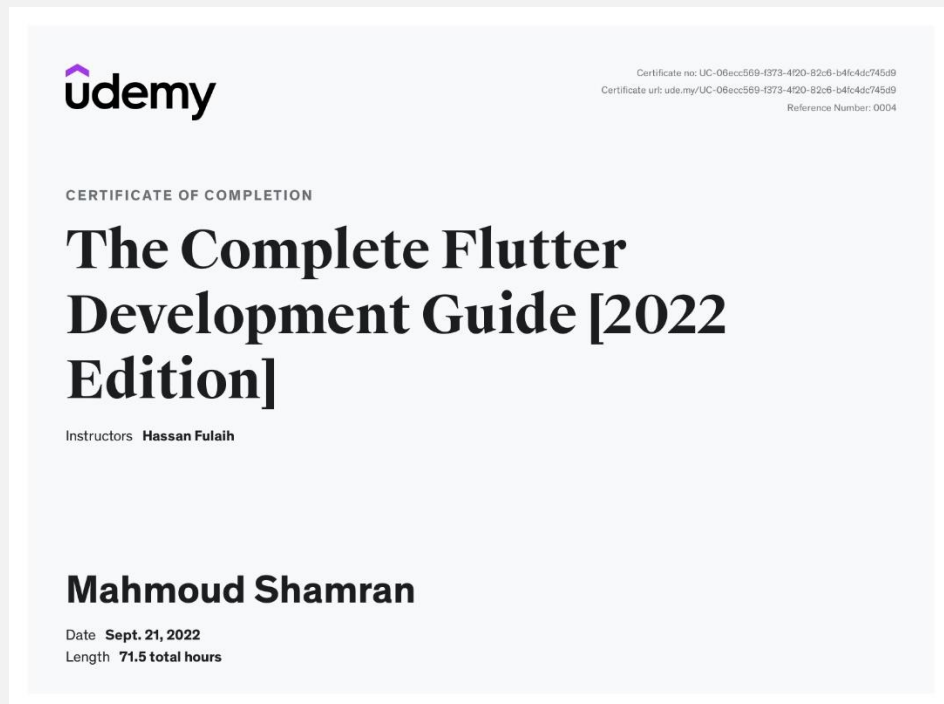 udemy
Certificate no: UC-06ecc569-f373-4f20-82c6-b4fc4dc745d9
Certificate url: ude.my/UC-06ecc569-f373-4f20-82c6-b4fc4dc745d9
Reference Number: 0004
CERTIFICATE OF COMPLETION
The Complete Flutter
Development Guide [2022
Edition]
Instructors Hassan Fulaih
Mahmoud Shamran
Date Sept. 21, 2022
Length 71.5 total hours